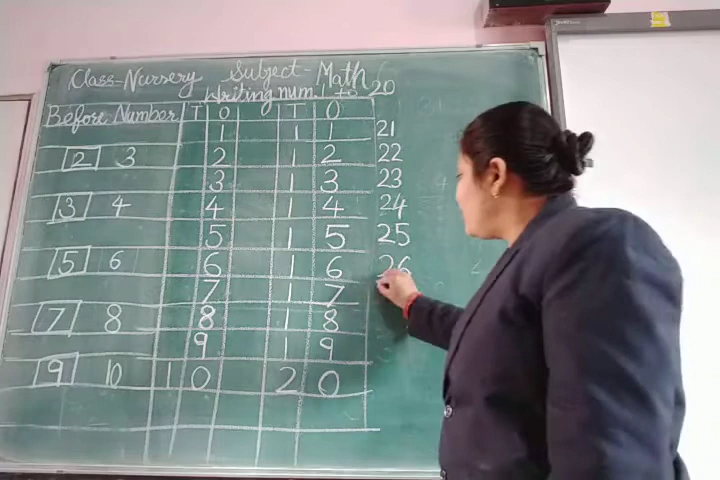 Class-Nursery Subject-Math
Writing num. 1 to 20
Before Number T O T O
1 1 1 21
2 3 2 1 2 22
3 1 3 23
3 4 4 1 4 24
5 1 5 25
5 6 6 1 6 26
7 1 7
7 8 8 1 8
9 1 9
9 10 1 0 2 0